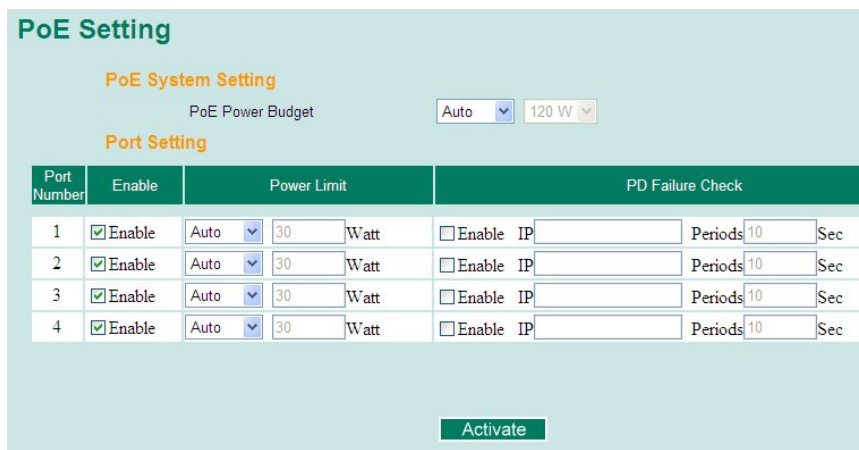 PoE Setting
PoE System Setting
PoE Power Budget Auto 120 W
Port Setting
Port Number Enable Power Limit PD Failure Check
1 Enable Auto 30 Watt Enable IP Periods 10 Sec
2 Enable Auto 30 Watt Enable IP Periods 10 Sec
3 Enable Auto 30 Watt Enable IP Periods 10 Sec
4 Enable Auto 30 Watt Enable IP Periods 10 Sec
Activate